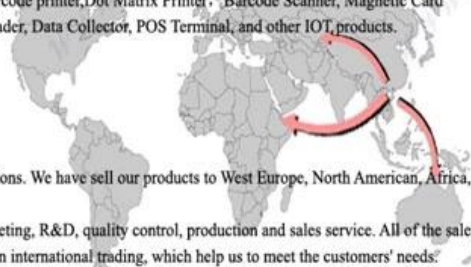 code printer,Dot Matrix Printer, Barcode Scanner, Magnetic Card
der, Data Collector, POS Terminal, and other IOT products.
ons. We have sell our products to West Europe, North American, Africa,
eting, R&D, quality control, production and sales service. All of the sale
n international trading, which help us to meet the customers' needs.